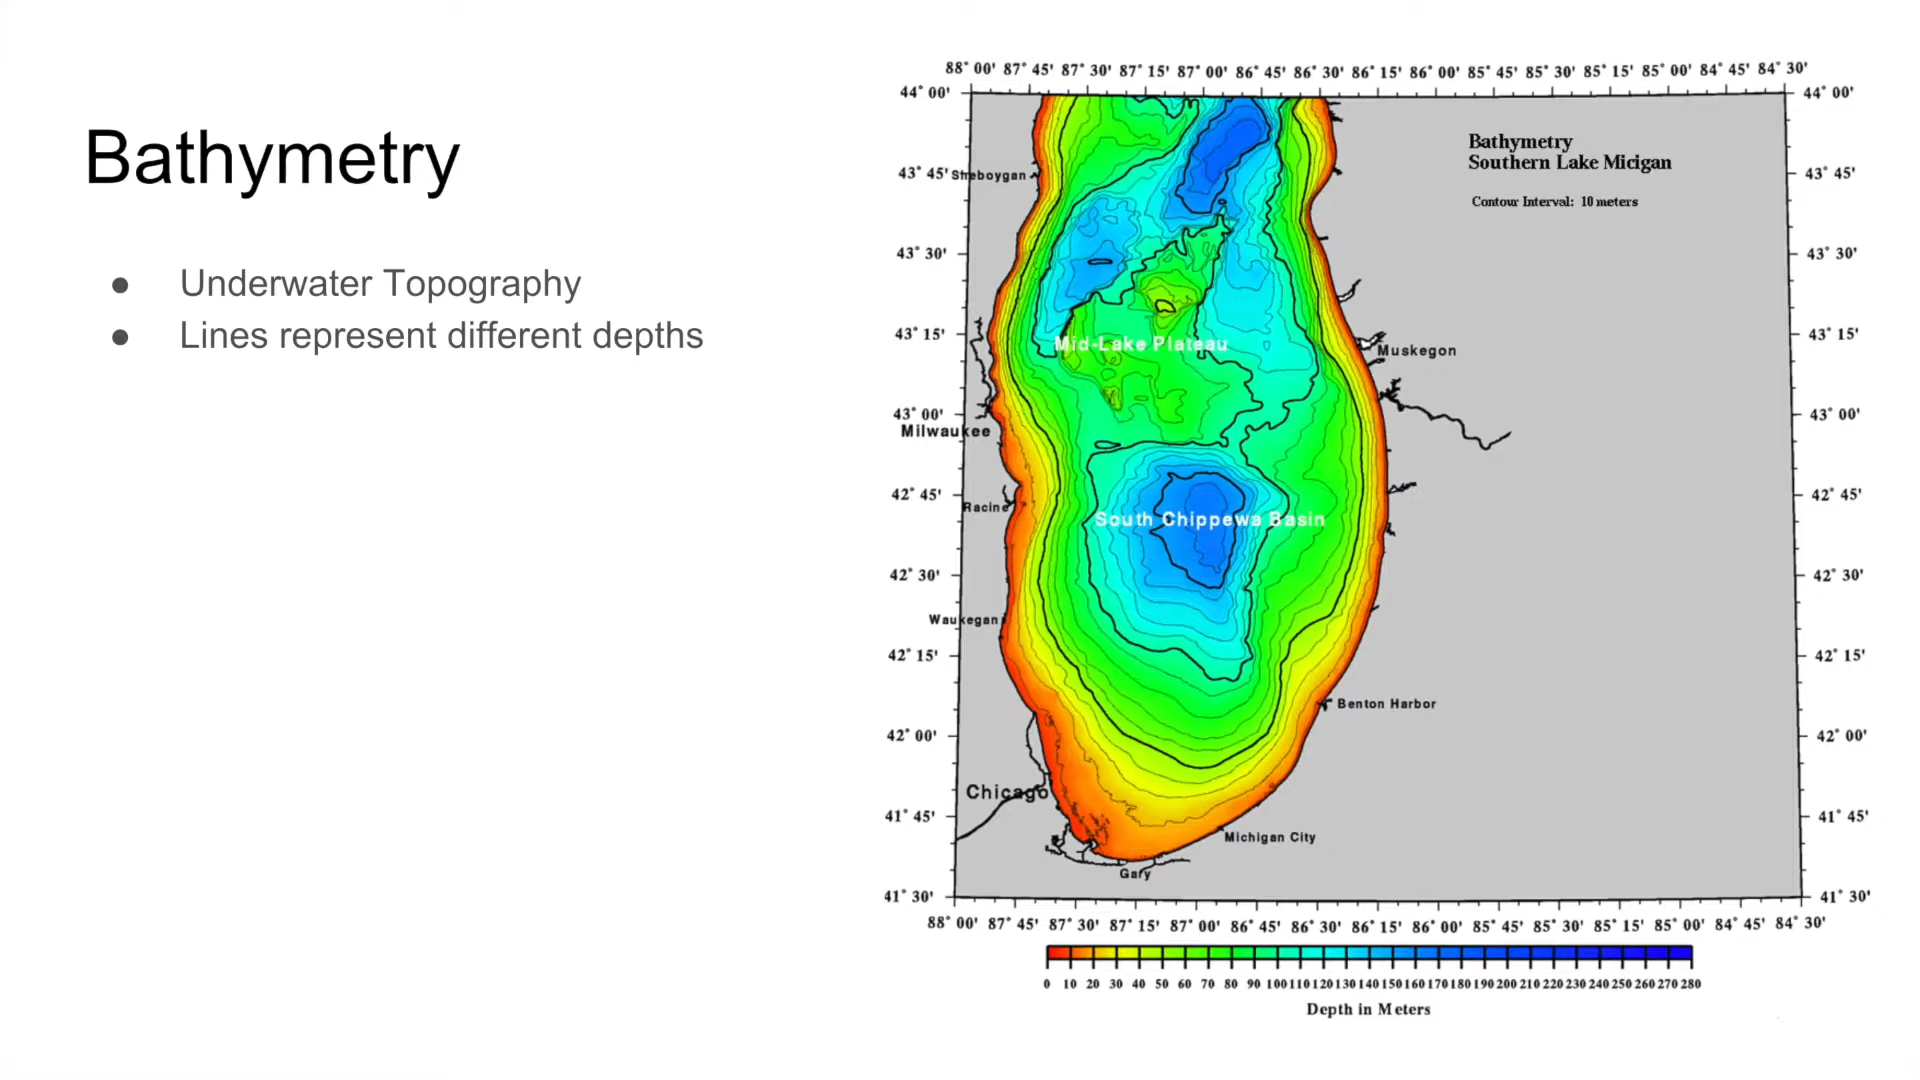 Bathymetry
● Underwater Topography
● Lines represent different depths
88° 00' 87° 45' 87° 30' 87° 15' 87° 00' 86° 45' 86° 30' 86° 15' 86° 00' 85° 45' 85° 30' 85° 15' 85° 00' 84° 45' 84° 30'
44° 00' 44° 00'
Bathymetry
Southern Lake Micigan
43° 45' Sheboygan 43° 45'
Contour Interval: 10 meters
43° 30' 43° 30'
43° 15' 43° 15'
Mid-Lake Plateau
Muskegon
43° 00' 43° 00'
Milwaukee
42° 45' 42° 45'
Racine
South Chippewa Basin
42° 30' 42° 30'
Waukegan
42° 15' 42° 15'
Benton Harbor
42° 00' 42° 00'
Chicago
41° 45' 41° 45'
Michigan City
Gary
41° 30' 41° 30'
88° 00' 87° 45' 87° 30' 87° 15' 87° 00' 86° 45' 86° 30' 86° 15' 86° 00' 85° 45' 85° 30' 85° 15' 85° 00' 84° 45' 84° 30'
0 10 20 30 40 50 60 70 80 90 100 110 120 130 140 150 160 170 180 190 200 210 220 230 240 250 260 270 280
Depth in Meters